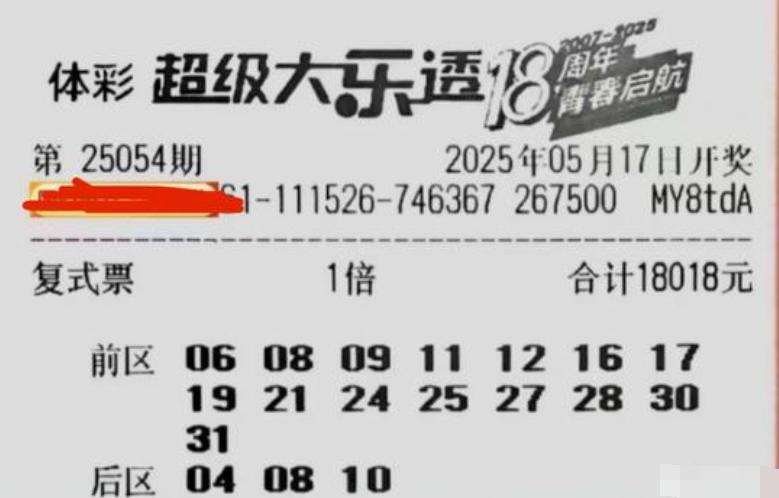 体彩 超级大乐透 18 2007-2025
周年
青春启航
第 25054期 2025年05月17日开奖
61-111526-746367 267500 MY8tdA
复式票 1倍 合计18018元
前区 06 08 09 11 12 16 17
19 21 24 25 27 28 30
31
后区 04 08 10